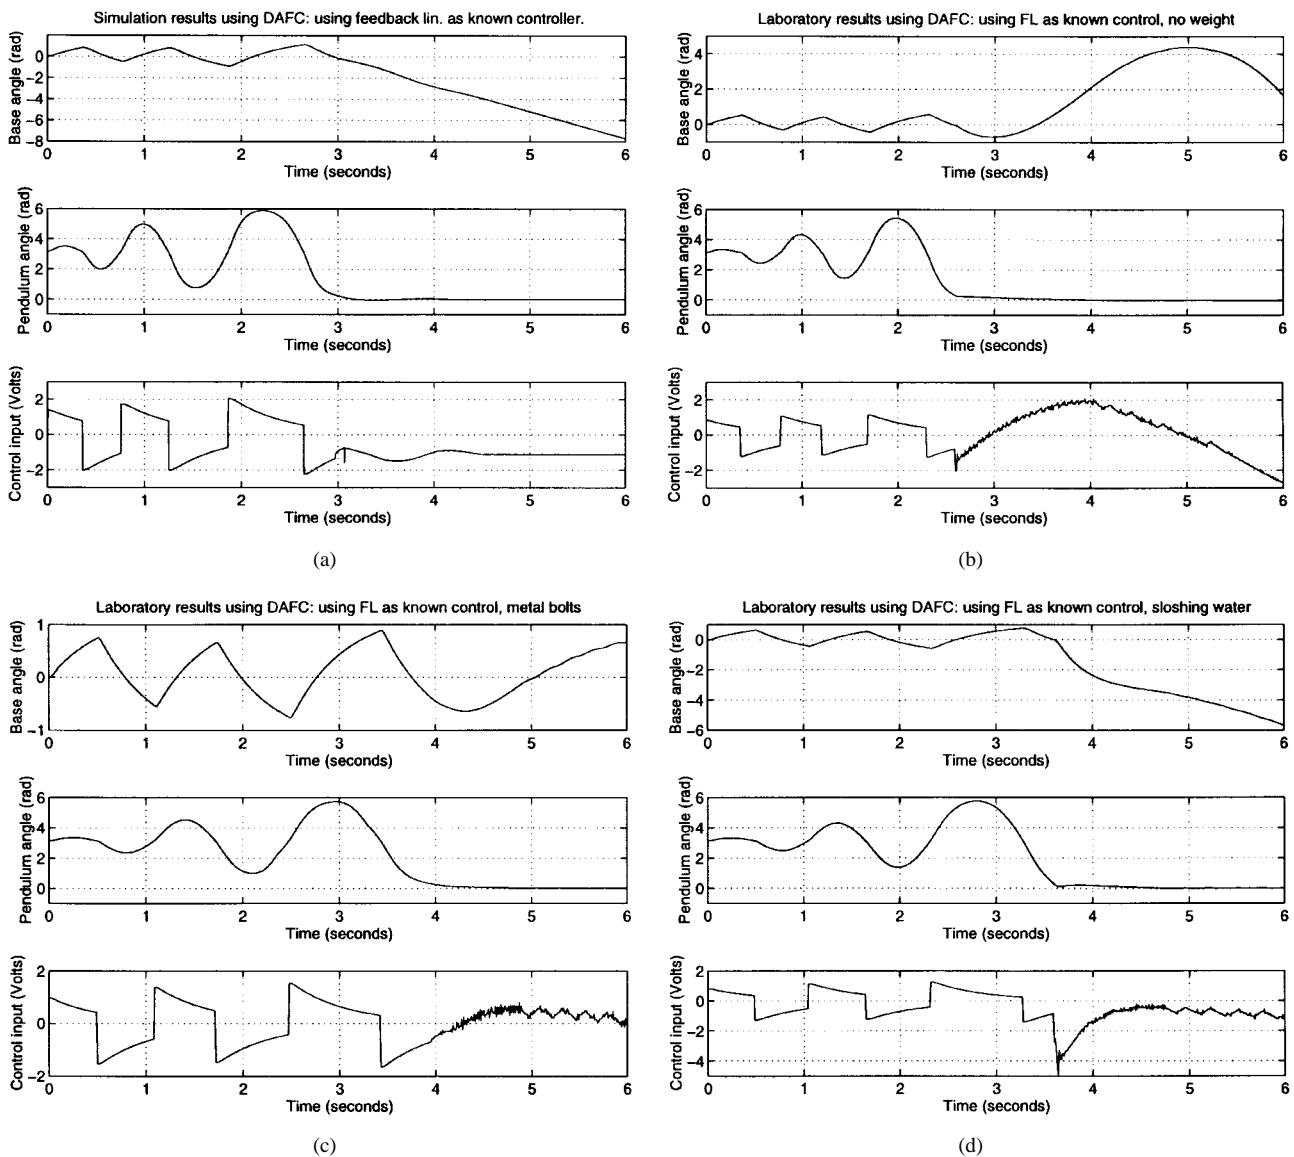 Simulation results using DAFC: using feedback lin. as known controller.
Base angle (rad)
0
−2
−4
−6
−8
0 1 2 3 4 5 6
Time (seconds)
Pendulum angle (rad)
6
4
2
0
0 1 2 3 4 5 6
Time (seconds)
Control input (Volts)
2
0
−2
0 1 2 3 4 5 6
Time (seconds)
(a)
Laboratory results using DAFC: using FL as known control, no weight
Base angle (rad)
4
2
0
0 1 2 3 4 5 6
Time (seconds)
Pendulum angle (rad)
6
4
2
0
0 1 2 3 4 5 6
Time (seconds)
Control input (Volts)
2
0
−2
0 1 2 3 4 5 6
Time (seconds)
(b)
Laboratory results using DAFC: using FL as known control, metal bolts
Base angle (rad)
1
0
−1
0 1 2 3 4 5 6
Time (seconds)
Pendulum angle (rad)
6
4
2
0
0 1 2 3 4 5 6
Time (seconds)
Control input (Volts)
2
0
−2
0 1 2 3 4 5 6
Time (seconds)
(c)
Laboratory results using DAFC: using FL as known control, sloshing water
Base angle (rad)
0
−2
−4
−6
0 1 2 3 4 5 6
Time (seconds)
Pendulum angle (rad)
6
4
2
0
0 1 2 3 4 5 6
Time (seconds)
Control input (Volts)
2
0
−2
−4
0 1 2 3 4 5 6
Time (seconds)
(d)